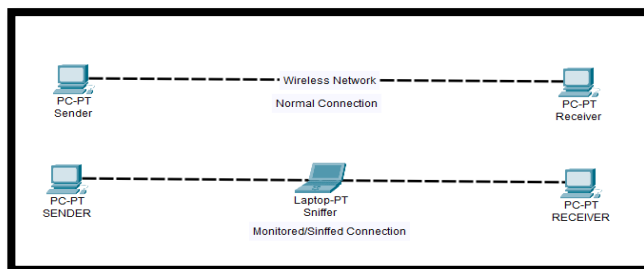 Wireless Network
PC-PT
Sender
Normal Connection
PC-PT
Receiver
PC-PT
SENDER
Laptop-PT
Sniffer
PC-PT
RECEIVER
Monitored/Sinffed Connection